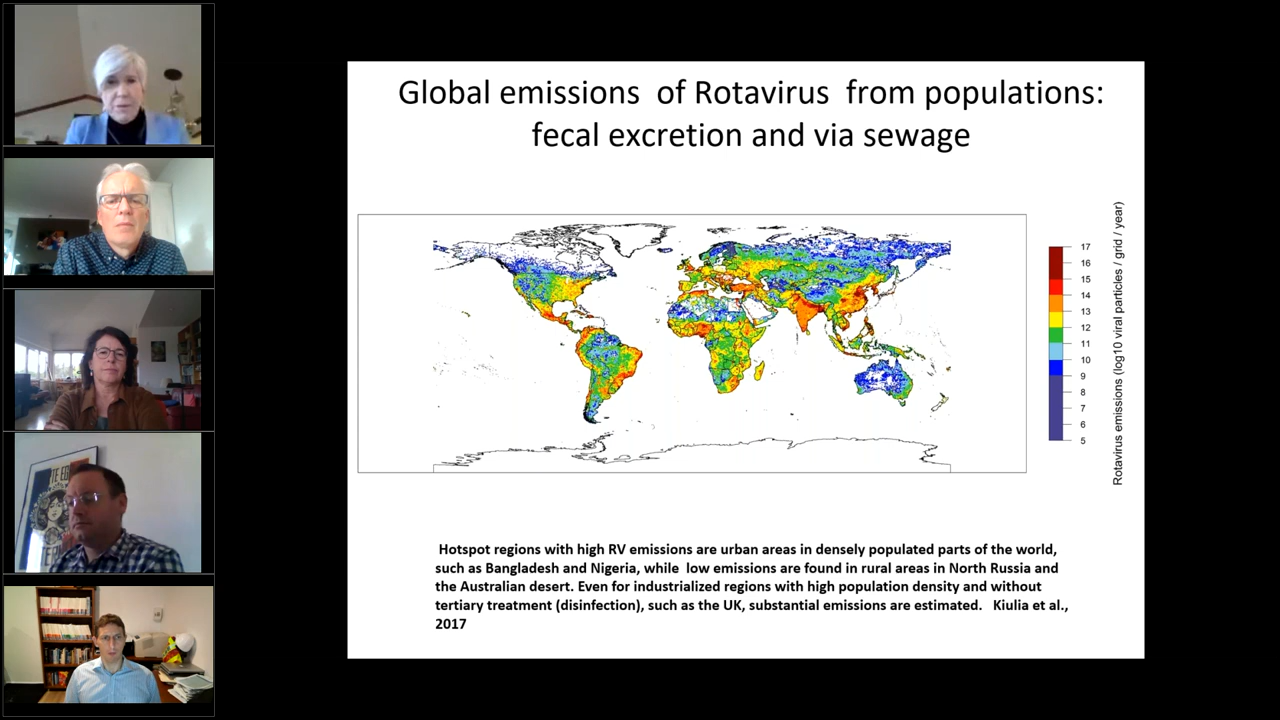 Global emissions of Rotavirus from populations:
fecal excretion and via sewage
17
16
15
14
13
12
11
10
9
8
7
6
5
Rotavirus emissions (log10 viral particles / grid / year)
Hotspot regions with high RV emissions are urban areas in densely populated parts of the world,
such as Bangladesh and Nigeria, while low emissions are found in rural areas in North Russia and
the Australian desert. Even for industrialized regions with high population density and without
tertiary treatment (disinfection), such as the UK, substantial emissions are estimated. Kiulia et al.,
2017